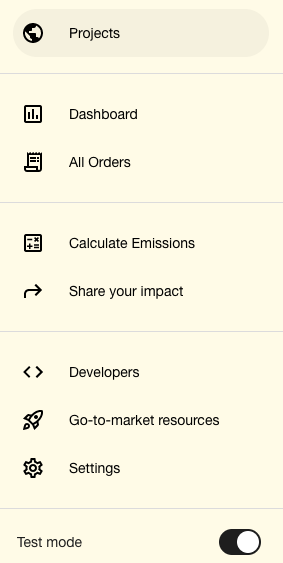 Projects
Dashboard
All Orders
Calculate Emissions
Share your impact
Developers
Go-to-market resources
Settings
Test mode